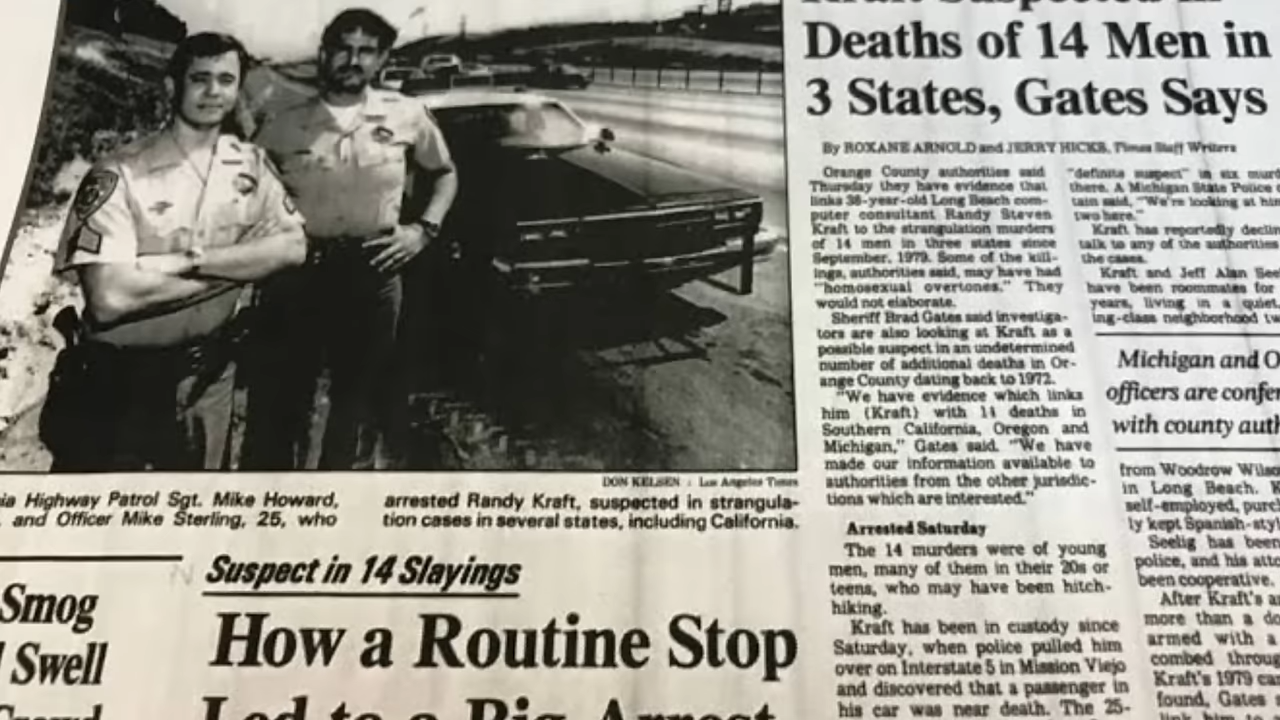 Deaths of 14 Men in
3 States, Gates Says
By ROXANE ARNOLD and JERRY HICKS, Times Staff Writers
Orange County authorities said
Thursday they have evidence that
links 38-year-old Long Beach com-
puter consultant Randy Steven
Kraft to the strangulation murders
of 14 men in three states since
September, 1979. Some of the kill-
ings, authorities said, may have had
"homosexual overtones." They
would not elaborate.
Sheriff Brad Gates said investiga-
tors are also looking at Kraft as a
possible suspect in an undetermined
number of additional deaths in Or-
ange County dating back to 1972.
"We have evidence which links
him (Kraft) with 14 deaths in
Southern California, Oregon and
Michigan," Gates said. "We have
made our information available to
authorities from the other jurisdic-
tions which are interested."
Arrested Saturday
The 14 murders were of young
men, many of them in their 20s or
teens, who may have been hitch-
hiking.
Kraft has been in custody since
Saturday, when police pulled him
over on Interstate 5 in Mission Viejo
and discovered that a passenger in
his car was near death. The 25-
"definite suspect" in six
there. A Michigan State Police
tain said, "We're looking at him
two here."
Kraft has reportedly
talk to any of the authorities
the cases.
Kraft and Jeff Alan
have been roommates for
years, living in a quiet,
ing-class neighborhood
Michigan and
officers are
with county
from Woodrow
in Long Beach.
self-employed,
ly kept Spanish-
Seelig has been
police, and his
been cooperative.
After Kraft's
more than a
armed with a
combed
Kraft's 1979
found, Gates
DON KELSEN / Los Angeles Times
Highway Patrol Sgt. Mike Howard,
and Officer Mike Sterling, 25, who
arrested Randy Kraft, suspected in strangula-
tion cases in several states, including California.
Smog
Swell
Suspect in 14 Slayings
How a Routine Stop
Led to a Big Arrest